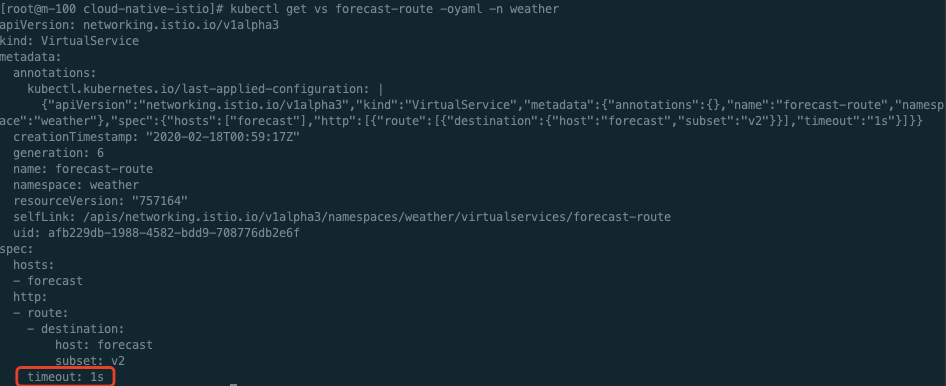 [root@m-100 cloud-native-istio]# kubectl get vs forecast-route -oyaml -n weather
apiVersion: networking.istio.io/v1alpha3
kind: VirtualService
metadata:
  annotations:
    kubectl.kubernetes.io/last-applied-configuration: |
      {"apiVersion":"networking.istio.io/v1alpha3","kind":"VirtualService","metadata":{"annotations":{},"name":"forecast-route","namesp
ace":"weather"},"spec":{"hosts":["forecast"],"http":[{"route":[{"destination":{"host":"forecast","subset":"v2"}}],"timeout":"1s"}]}}
  creationTimestamp: "2020-02-18T00:59:17Z"
  generation: 6
  name: forecast-route
  namespace: weather
  resourceVersion: "757164"
  selfLink: /apis/networking.istio.io/v1alpha3/namespaces/weather/virtualservices/forecast-route
  uid: afb229db-1988-4582-bdd9-708776db2e6f
spec:
  hosts:
  - forecast
  http:
  - route:
    - destination:
        host: forecast
        subset: v2
    timeout: 1s